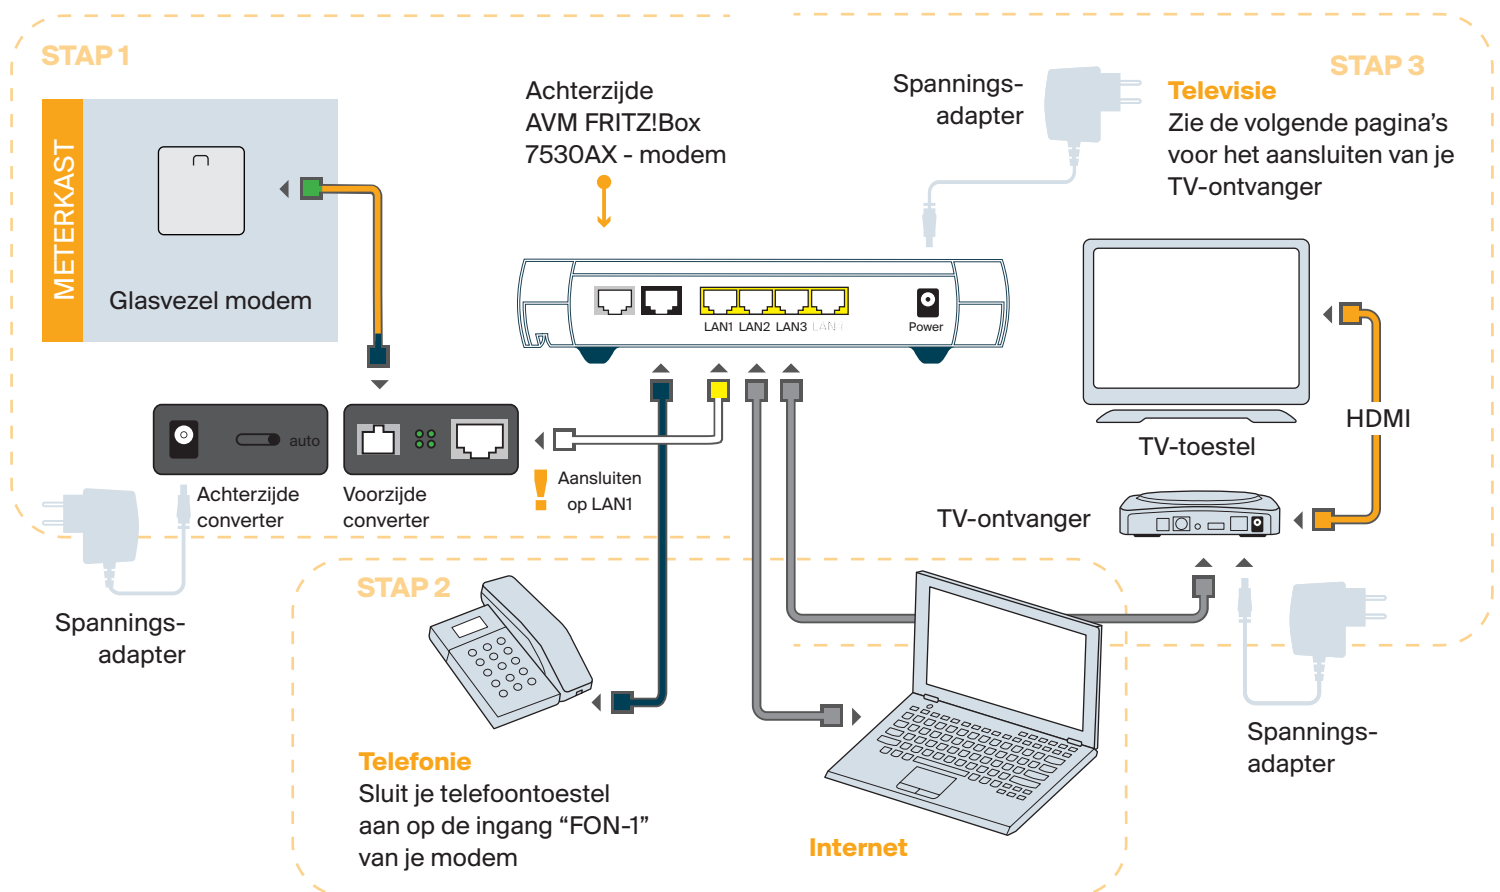 STAP 1
METERKAST
Glasvezel modem
Achterzijde
AVM FRITZ!Box
7530AX - modem
Spannings-
adapter
STAP 3
Televisie
Zie de volgende pagina's
voor het aansluiten van je
TV-ontvanger
LAN1 LAN2 LAN3 LAN4
Power
auto
Achterzijde
converter
Voorzijde
converter
Aansluiten
op LAN1
Spannings-
adapter
TV-toestel
HDMI
TV-ontvanger
Spannings-
adapter
STAP 2
Telefonie
Sluit je telefoontoestel
aan op de ingang “FON-1”
van je modem
Internet